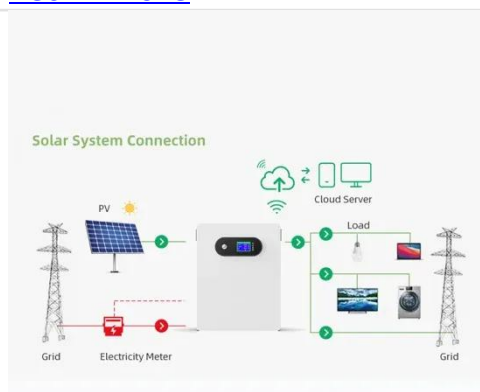 Solar System Connection
Cloud Server
PV
Load
Grid
Electricity Meter
Grid